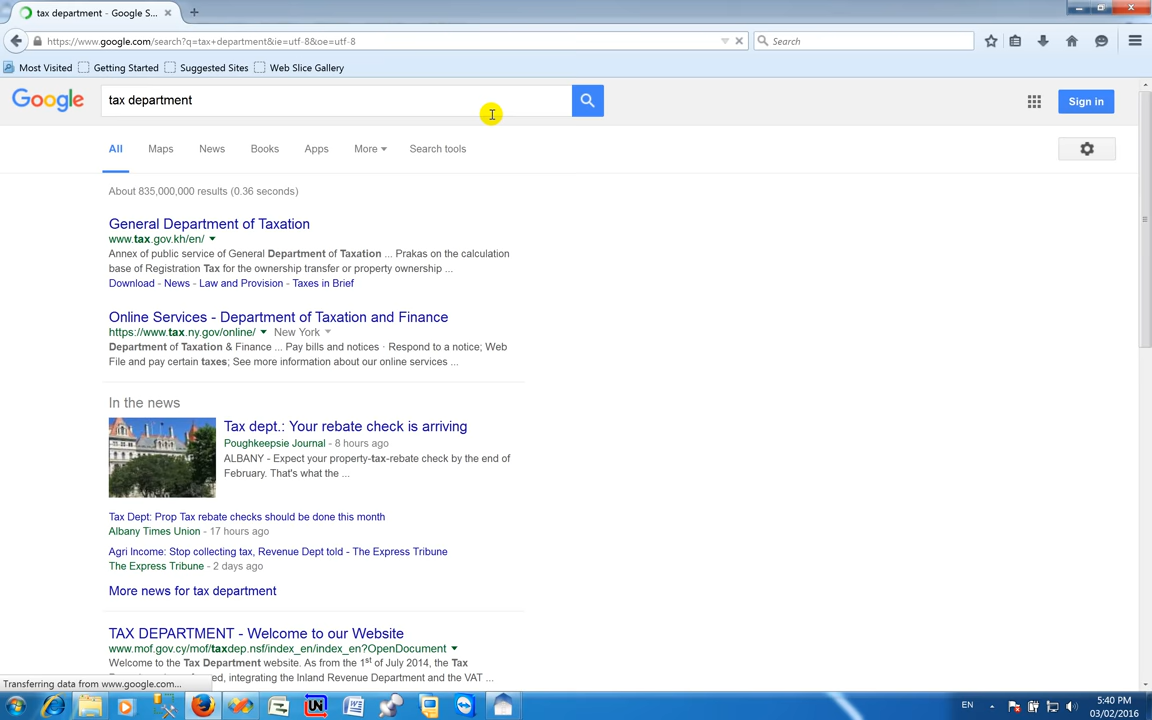 tax department - Google S...
https://www.google.com/search?q=tax+department&ie=utf-8&oe=utf-8
Search
Most Visited Getting Started Suggested Sites Web Slice Gallery
Google tax department Sign in
All Maps News Books Apps More Search tools
About 835,000,000 results (0.36 seconds)
General Department of Taxation
www.tax.gov.kh/en/
Annex of public service of General Department of Taxation ... Prakas on the calculation
base of Registration Tax for the ownership transfer or property ownership ...
Download - News - Law and Provision - Taxes in Brief
Online Services - Department of Taxation and Finance
https://www.tax.ny.gov/online/ New York
Department of Taxation & Finance ... Pay bills and notices · Respond to a notice; Web
File and pay certain taxes; See more information about our online services ...
In the news
Tax dept.: Your rebate check is arriving
Poughkeepsie Journal - 8 hours ago
ALBANY - Expect your property-tax-rebate check by the end of
February. That's what the ...
Tax Dept: Prop Tax rebate checks should be done this month
Albany Times Union - 17 hours ago
Agri Income: Stop collecting tax, Revenue Dept told - The Express Tribune
The Express Tribune - 2 days ago
More news for tax department
TAX DEPARTMENT - Welcome to our Website
www.mof.gov.cy/mof/taxdep.nsf/index_en/index_en?OpenDocument
Welcome to the Tax Department website. As from the 1st of July 2014, the Tax
integrating the Inland Revenue Department and the VAT ...
Transferring data from www.google.com...
EN
5:40 PM
03/02/2016